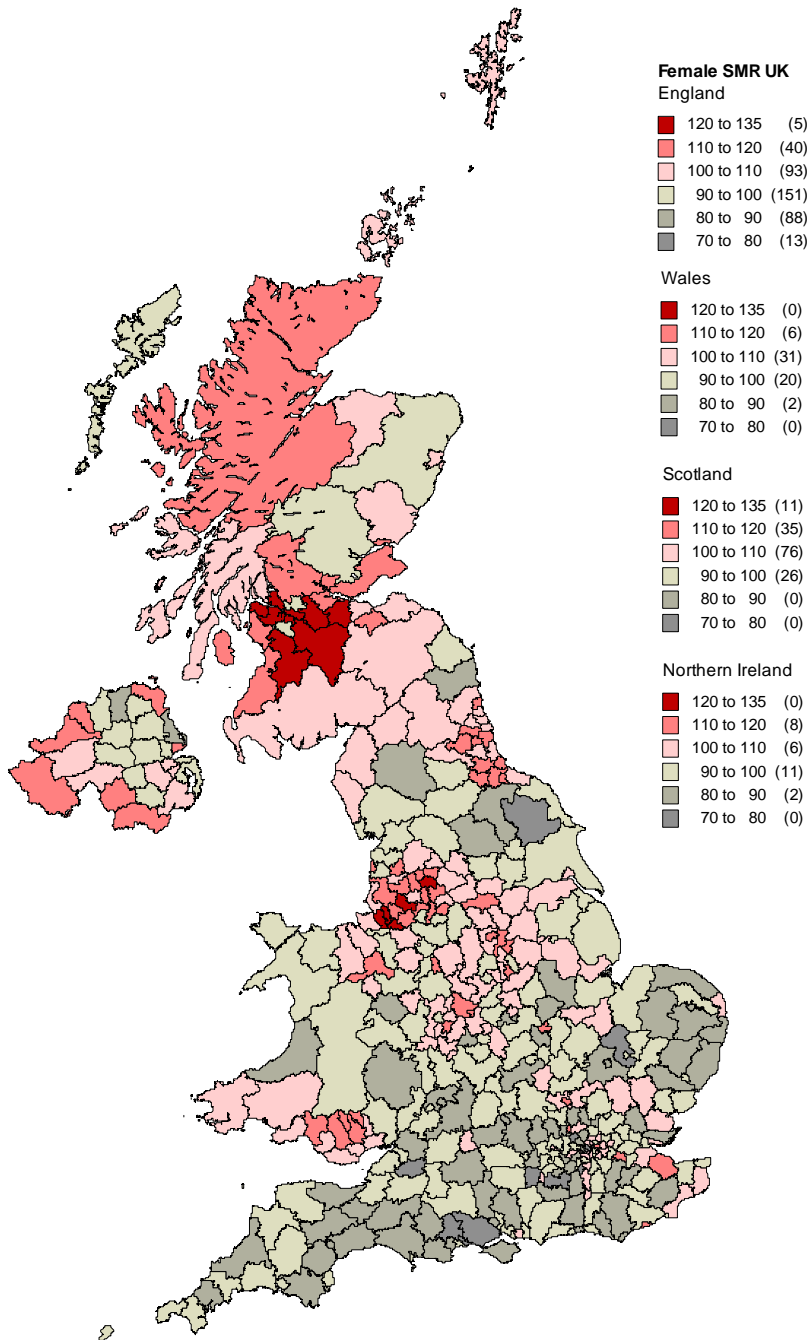 Female SMR UK
England
120 to 135 (5)
110 to 120 (40)
100 to 110 (93)
90 to 100 (151)
80 to 90 (88)
70 to 80 (13)
Wales
120 to 135 (0)
110 to 120 (6)
100 to 110 (31)
90 to 100 (20)
80 to 90 (2)
70 to 80 (0)
Scotland
120 to 135 (11)
110 to 120 (35)
100 to 110 (76)
90 to 100 (26)
80 to 90 (0)
70 to 80 (0)
Northern Ireland
120 to 135 (0)
110 to 120 (8)
100 to 110 (6)
90 to 100 (11)
80 to 90 (2)
70 to 80 (0)